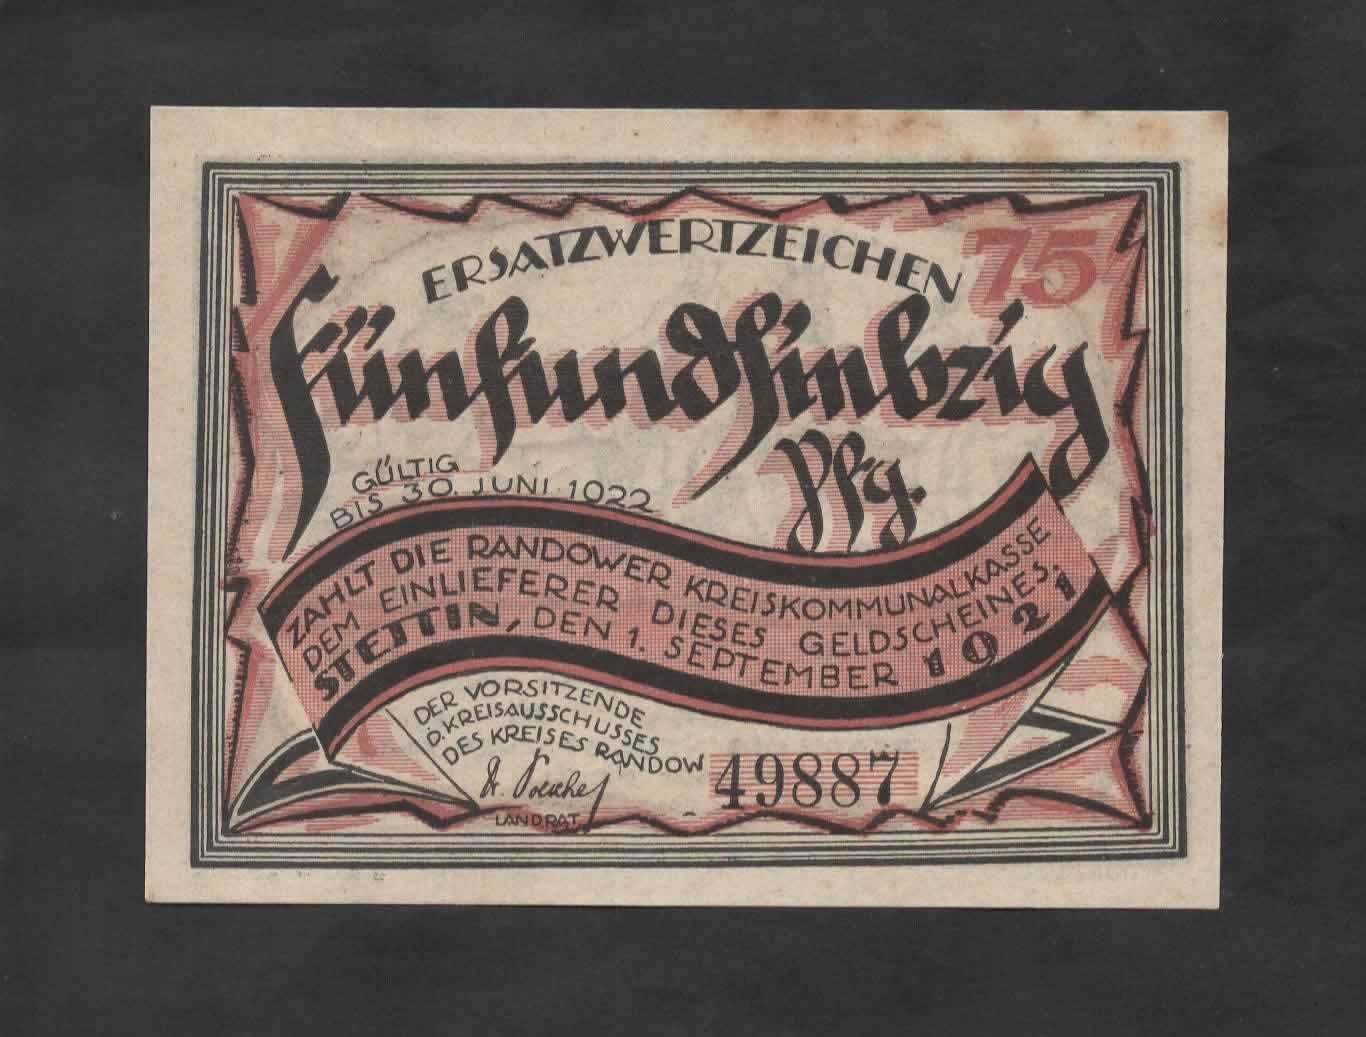 ERSATZWERTZEICHEN
75
Fünfundsiebzig
Pfg.
GÜLTIG
BIS 30. JUNI 1922
ZAHLT DIE RANDOWER KREISKOMMUNALKASSE
DEM EINLIEFERER DIESES GELDSCHEINES.
STETTIN, DEN 1. SEPTEMBER 1921
DER VORSITZENDE
D. KREISAUSSCHUSSES
DES KREISES RANDOW
LANDRAT
49887